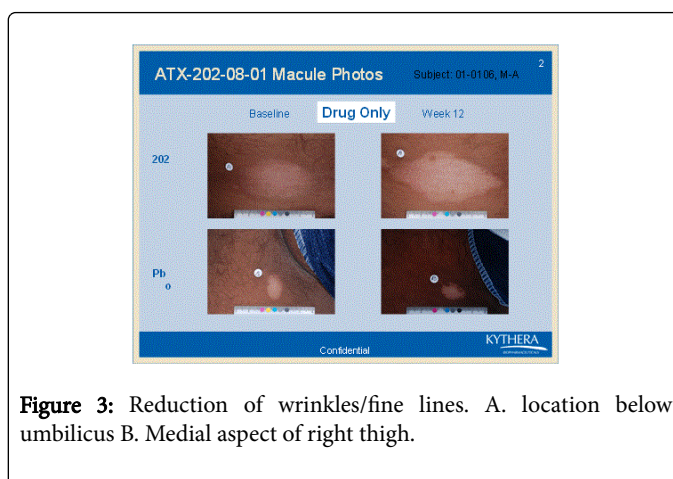 2
ATX-202-08-01 Macule Photos
Subject: 01-0106, M-A
Baseline
Drug Only
Week 12
202
Pb
o
Confidential
KYTHERA
BIOPHARMACEUTICALS
Figure 3: Reduction of wrinkles/fine lines. A. location below
umbilicus B. Medial aspect of right thigh.